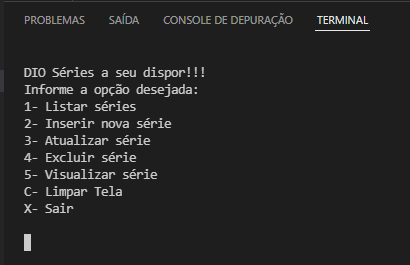 PROBLEMAS SAÍDA CONSOLE DE DEPURAÇÃO TERMINAL
DIO Séries a seu dispor!!!
Informe a opção desejada:
1- Listar séries
2- Inserir nova série
3- Atualizar série
4- Excluir série
5- Visualizar série
C- Limpar Tela
X- Sair